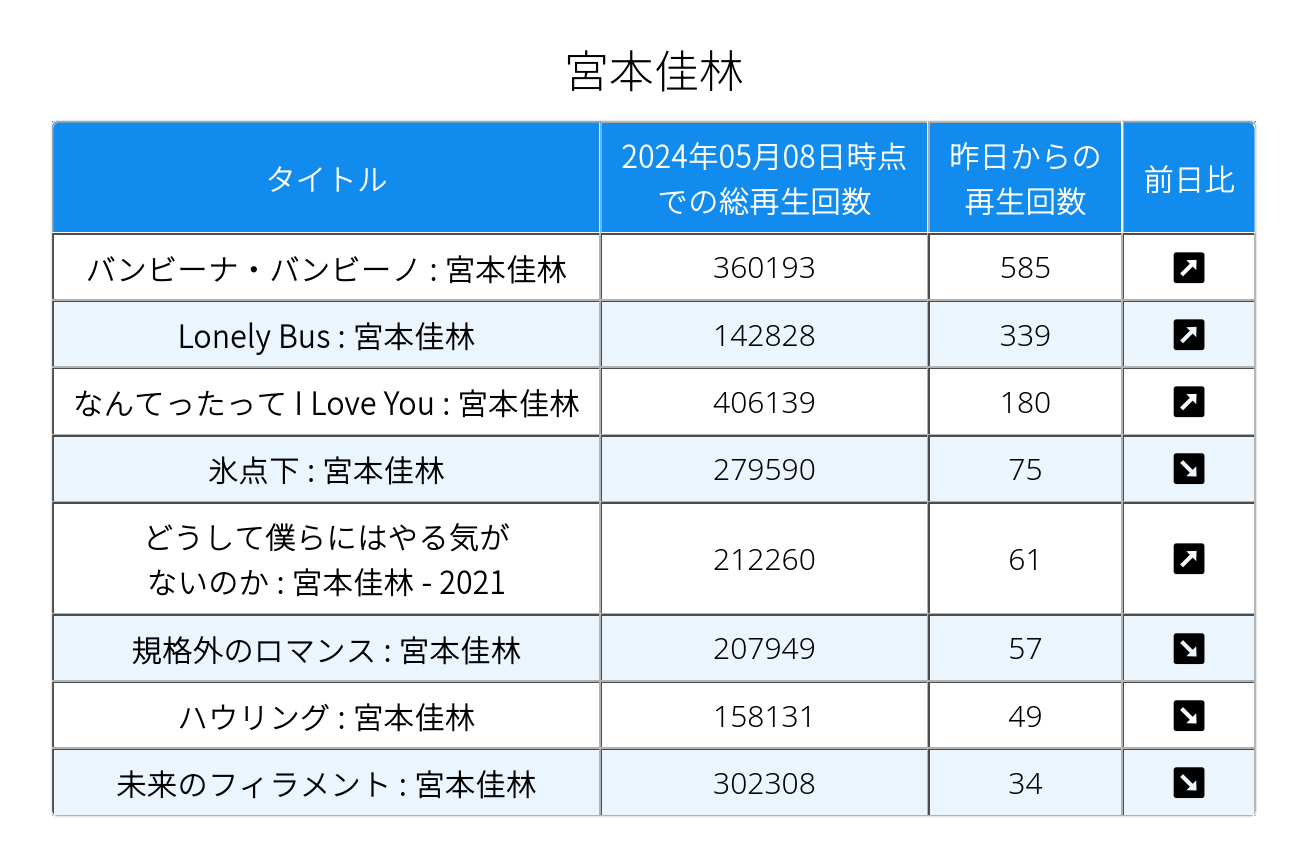 宮本佳林
タイトル
2024年05月08日時点
での総再生回数
昨日からの
再生回数
前日比
バンビーナ・バンビーノ : 宮本佳林
360193
585
Lonely Bus : 宮本佳林
142828
339
なんてったって I Love You : 宮本佳林
406139
180
氷点下 : 宮本佳林
279590
75
どうして僕らにはやる気が
ないのか : 宮本佳林 - 2021
212260
61
規格外のロマンス : 宮本佳林
207949
57
ハウリング : 宮本佳林
158131
49
未来のフィラメント : 宮本佳林
302308
34